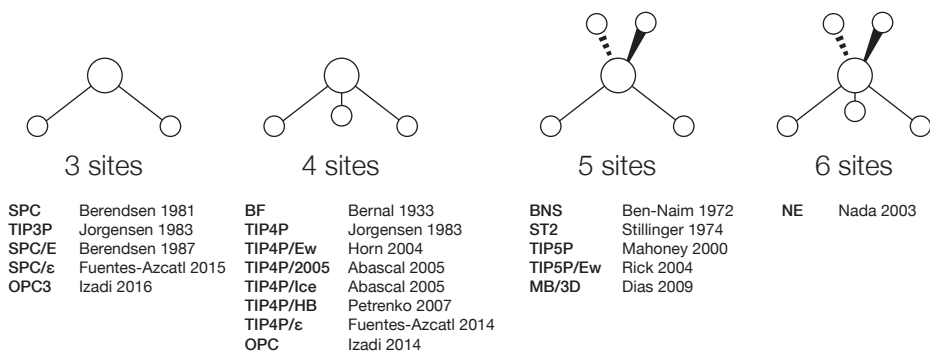 3 sites
SPC Berendsen 1981
TIP3P Jorgensen 1983
SPC/E Berendsen 1987
SPC/ε Fuentes-Azcatl 2015
OPC3 Izadi 2016
4 sites
BF Bernal 1933
TIP4P Jorgensen 1983
TIP4P/Ew Horn 2004
TIP4P/2005 Abascal 2005
TIP4P/Ice Abascal 2005
TIP4P/HB Petrenko 2007
TIP4P/ε Fuentes-Azcatl 2014
OPC Izadi 2014
5 sites
BNS Ben-Naim 1972
ST2 Stillinger 1974
TIP5P Mahoney 2000
TIP5P/Ew Rick 2004
MB/3D Dias 2009
6 sites
NE Nada 2003